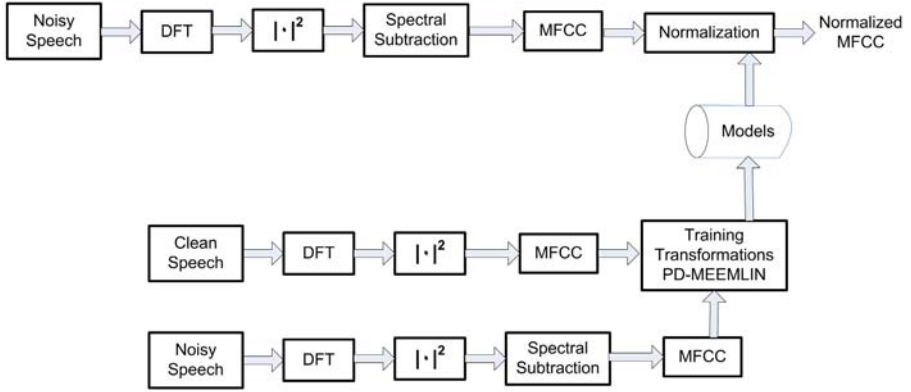 Noisy
Speech
DFT
|·|²
Spectral
Subtraction
MFCC
Normalization
Normalized
MFCC
Models
Clean
Speech
DFT
|·|²
MFCC
Training
Transformations
PD-MEEMLIN
Noisy
Speech
DFT
|·|²
Spectral
Subtraction
MFCC